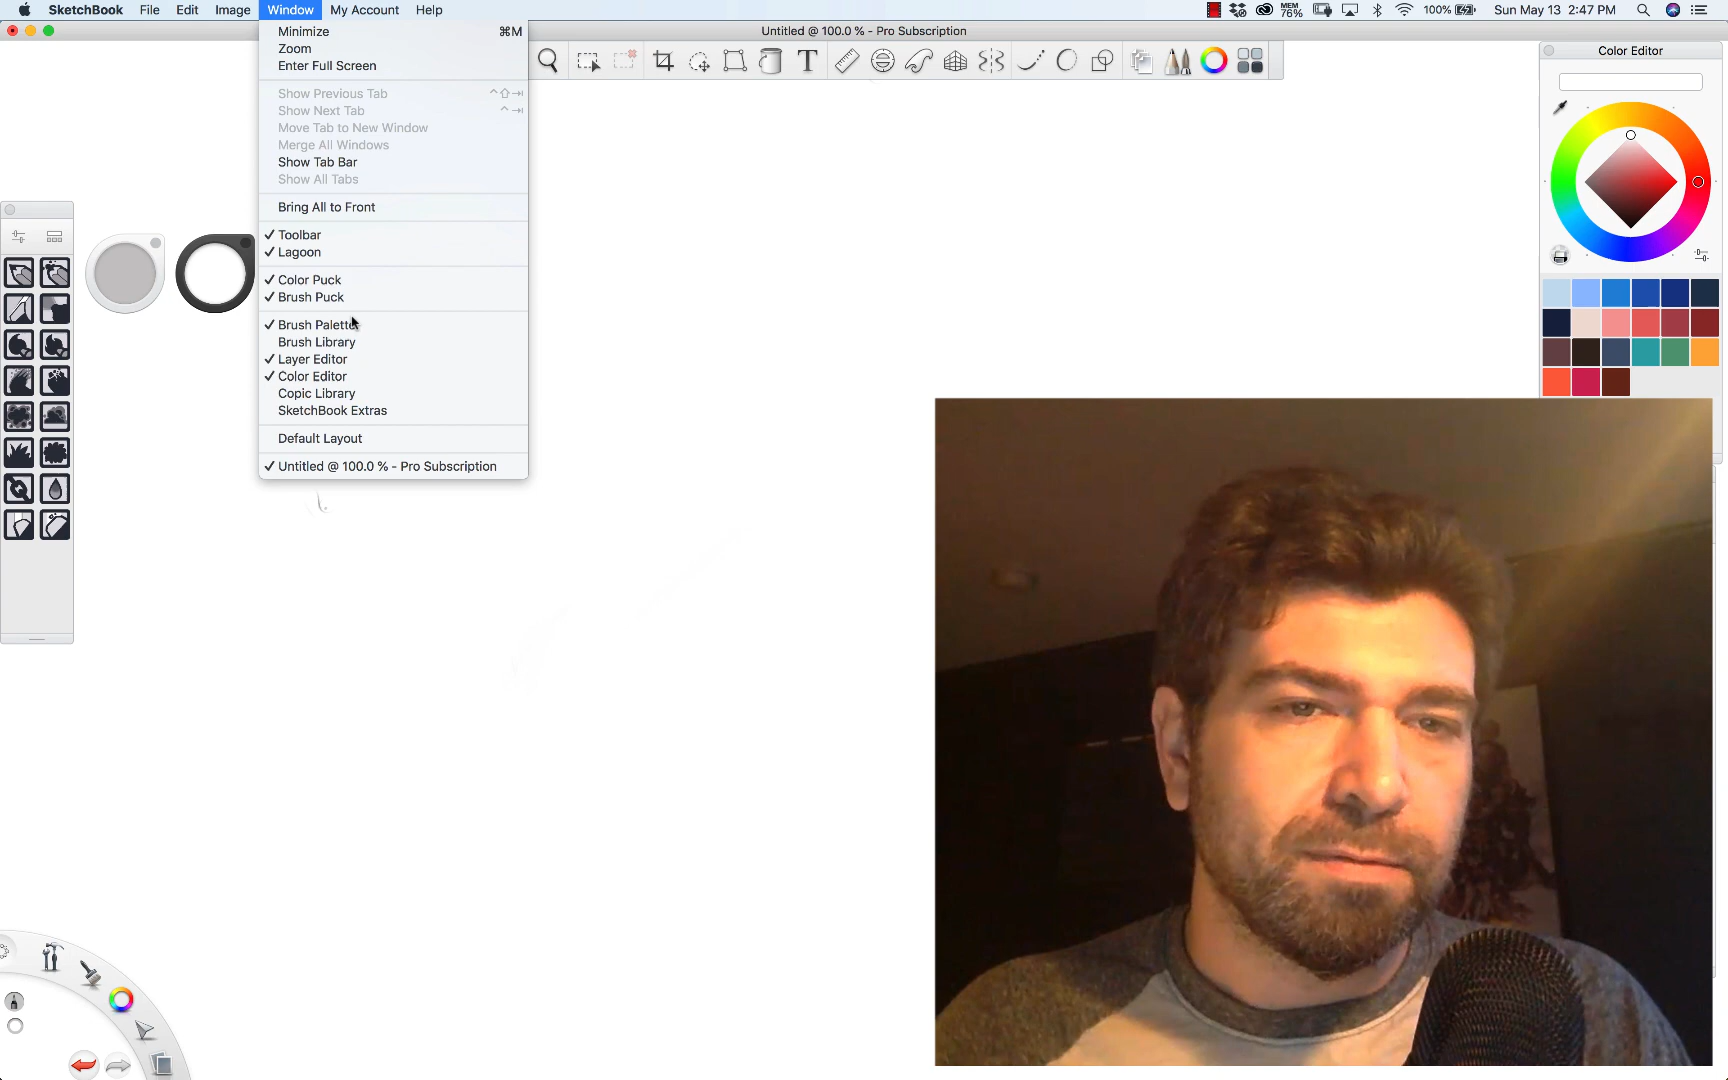 SketchBook File Edit Image Window My Account Help
MEM 76% 100% Sun May 13 2:47 PM
Untitled @ 100.0 % - Pro Subscription
Minimize ⌘M
Zoom
Enter Full Screen
Show Previous Tab ^⇧⇥
Show Next Tab ^⇥
Move Tab to New Window
Merge All Windows
Show Tab Bar
Show All Tabs
Bring All to Front
✓ Toolbar
✓ Lagoon
✓ Color Puck
✓ Brush Puck
✓ Brush Palette
Brush Library
✓ Layer Editor
✓ Color Editor
Copic Library
SketchBook Extras
Default Layout
✓ Untitled @ 100.0 % - Pro Subscription
T
Color Editor